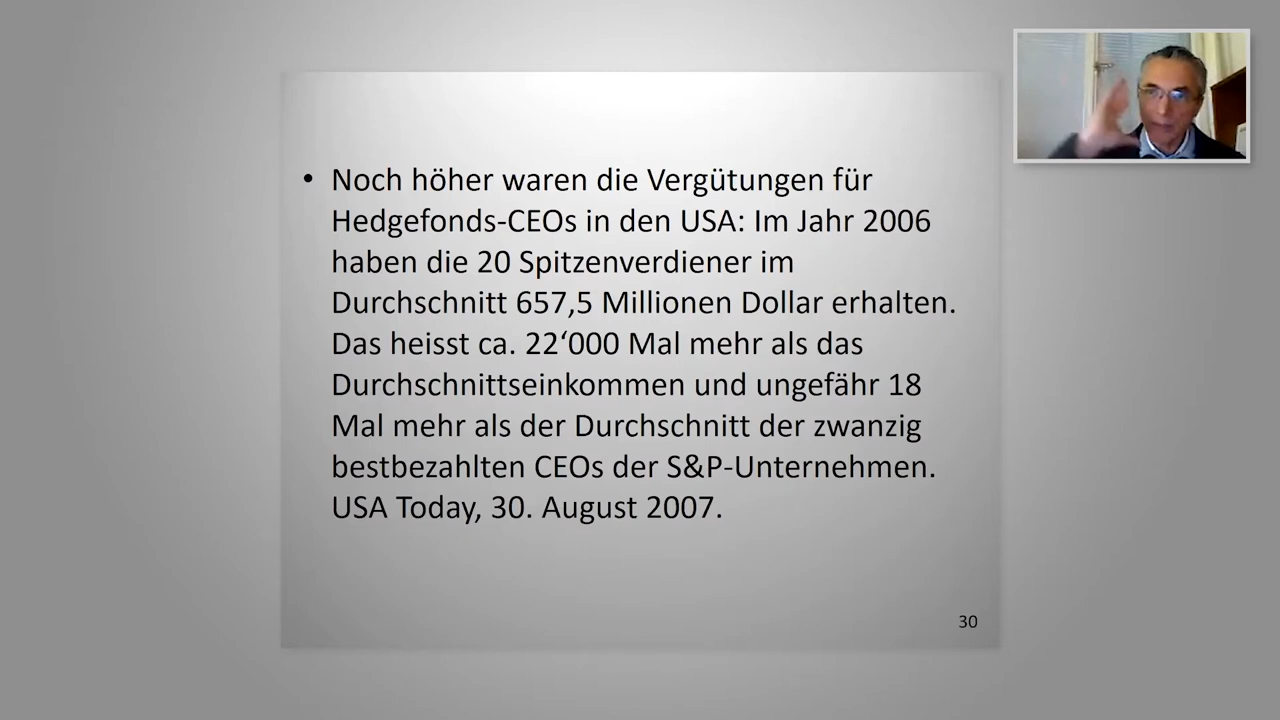 • Noch höher waren die Vergütungen für
Hedgefonds-CEOs in den USA: Im Jahr 2006
haben die 20 Spitzenverdiener im
Durchschnitt 657,5 Millionen Dollar erhalten.
Das heisst ca. 22‘000 Mal mehr als das
Durchschnittseinkommen und ungefähr 18
Mal mehr als der Durchschnitt der zwanzig
bestbezahlten CEOs der S&P-Unternehmen.
USA Today, 30. August 2007.
30